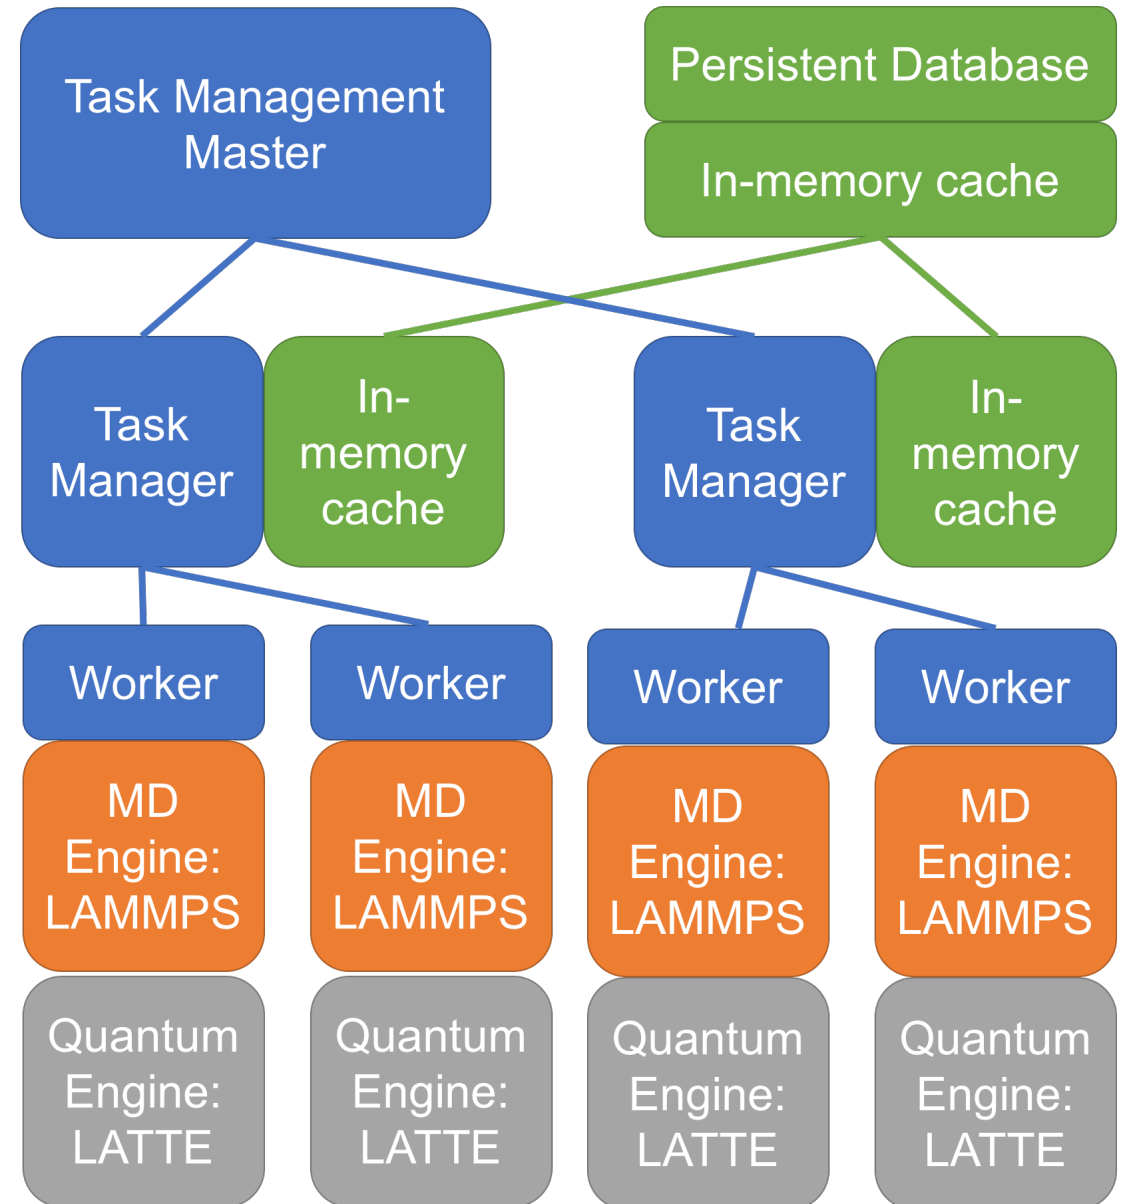 Task Management
Master
Persistent Database
In-memory cache
Task
Manager
In-
memory
cache
Task
Manager
In-
memory
cache
Worker
Worker
Worker
Worker
MD
Engine:
LAMMPS
MD
Engine:
LAMMPS
MD
Engine:
LAMMPS
MD
Engine:
LAMMPS
Quantum
Engine:
LATTE
Quantum
Engine:
LATTE
Quantum
Engine:
LATTE
Quantum
Engine:
LATTE